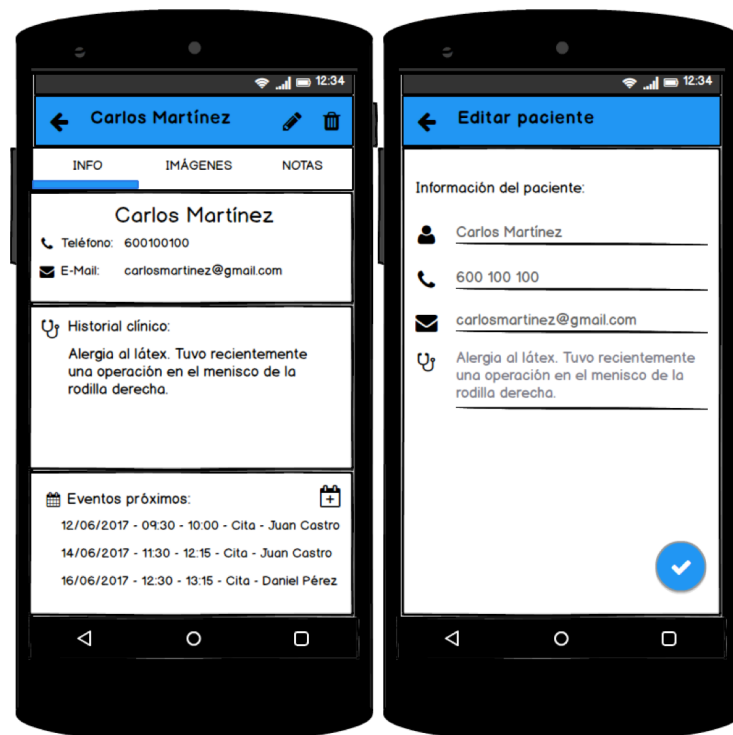 12:34
Carlos Martínez
INFO IMÁGENES NOTAS
Carlos Martínez
Teléfono: 600100100
E-Mail: carlosmartinez@gmail.com
Historial clínico:
Alergia al látex. Tuvo recientemente
una operación en el menisco de la
rodilla derecha.
Eventos próximos:
12/06/2017 - 09:30 - 10:00 - Cita - Juan Castro
14/06/2017 - 11:30 - 12:15 - Cita - Juan Castro
16/06/2017 - 12:30 - 13:15 - Cita - Daniel Pérez
12:34
Editar paciente
Información del paciente:
Carlos Martínez
600 100 100
carlosmartinez@gmail.com
Alergia al látex. Tuvo recientemente
una operación en el menisco de la
rodilla derecha.